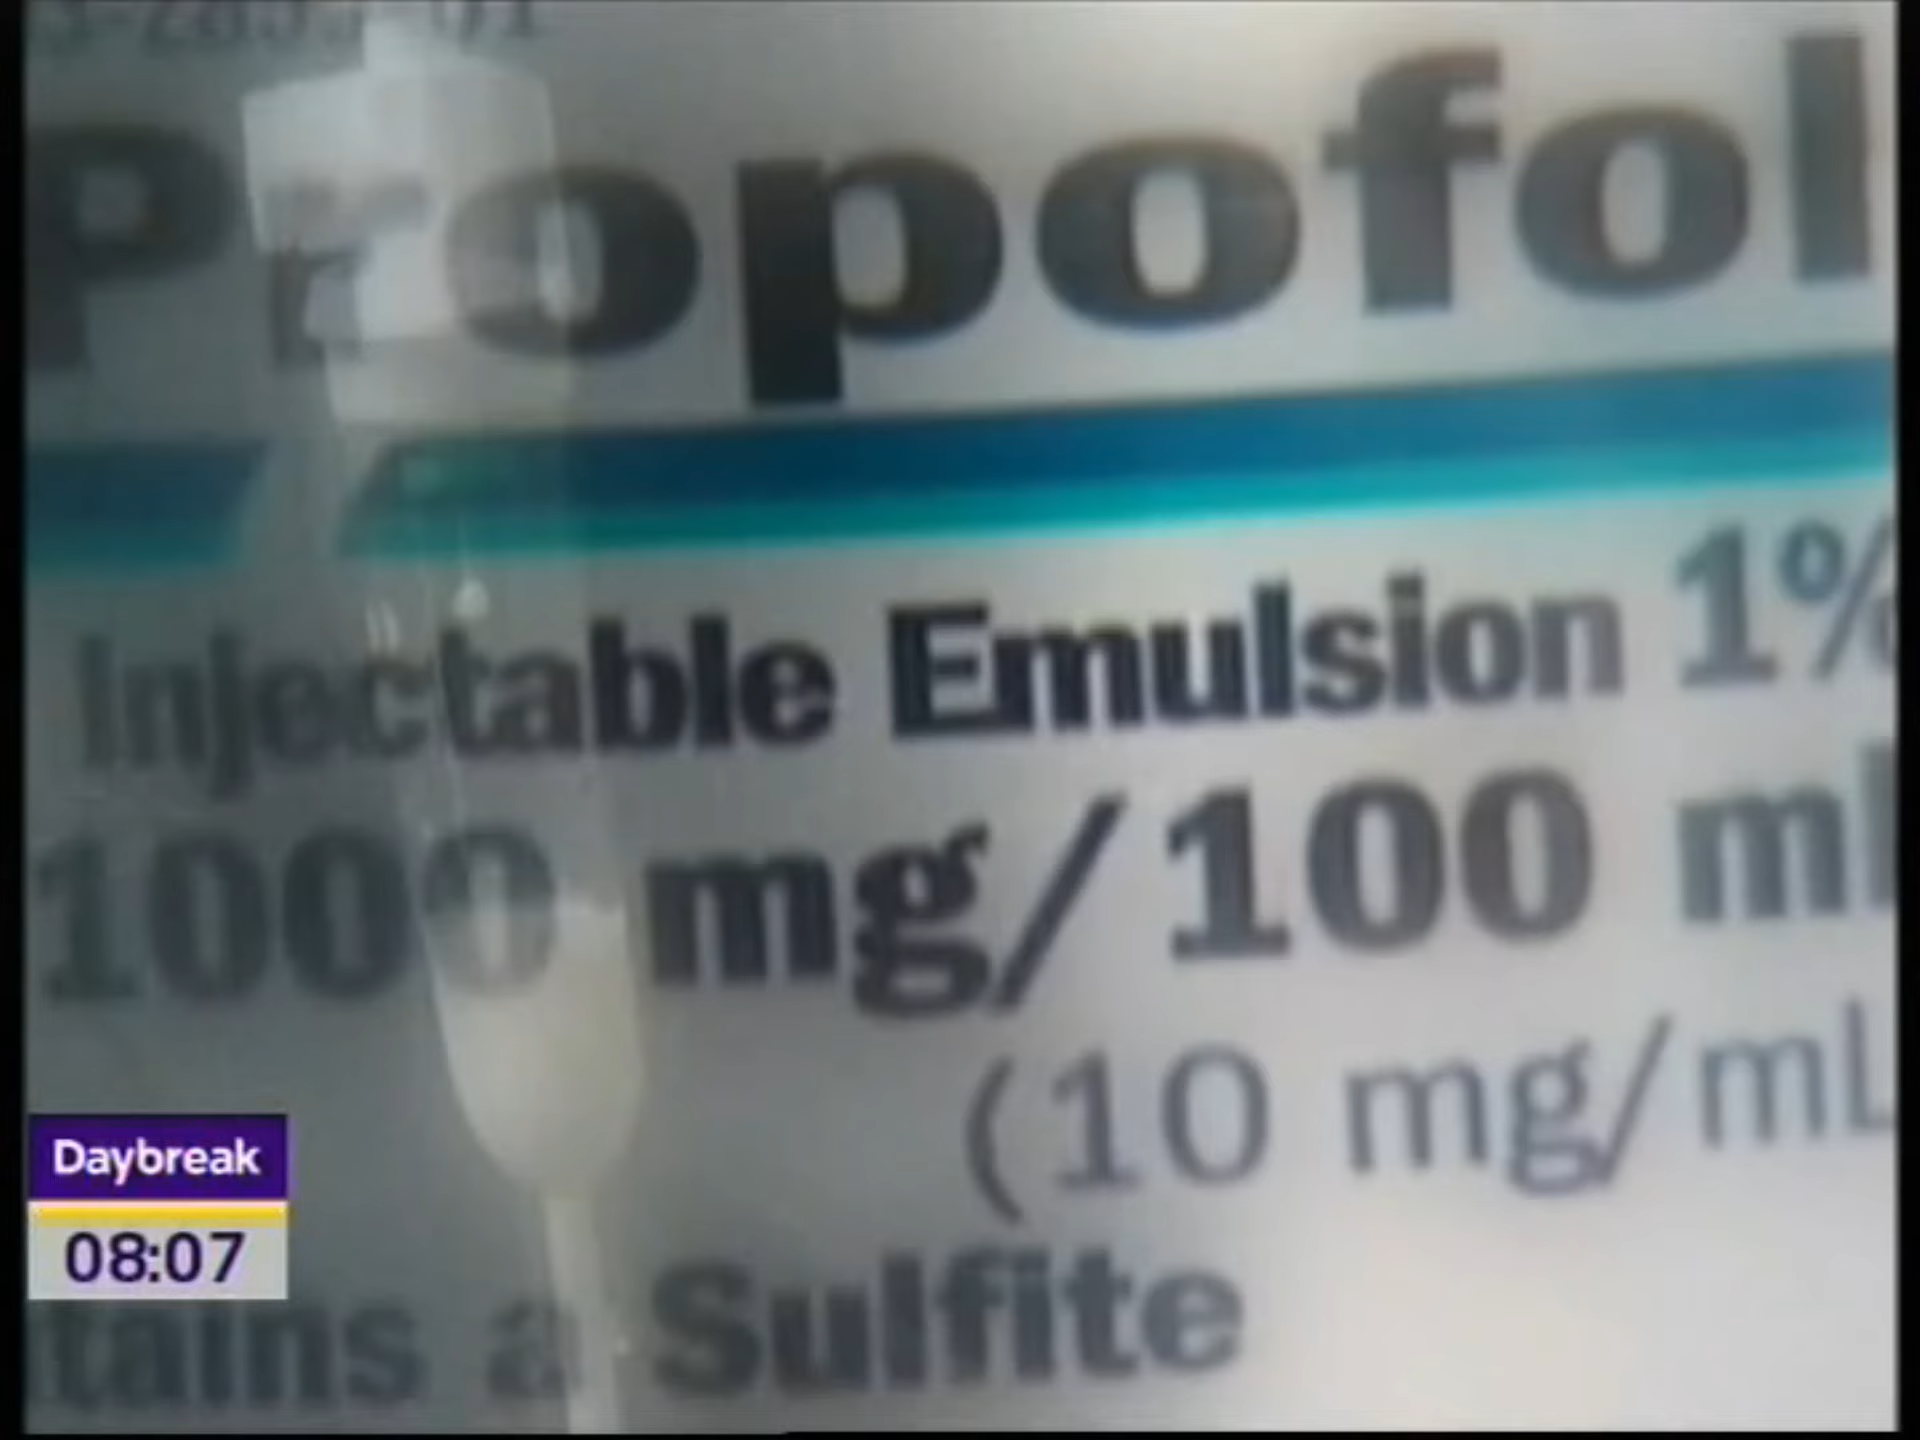 Propofol
Injectable Emulsion 1%
1000 mg/100 ml
(10 mg/mL
tains a Sulfite
Daybreak
08:07